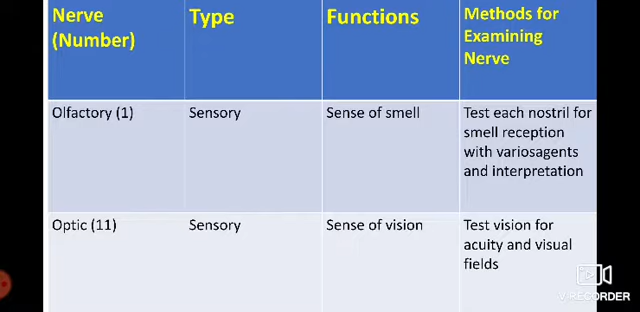 Nerve
(Number)
Type
Functions
Methods for
Examining
Nerve
Olfactory (1)
Sensory
Sense of smell
Test each nostril for
smell reception
with variosagents
and interpretation
Optic (11)
Sensory
Sense of vision
Test vision for
acuity and visual
fields
V RECORDER